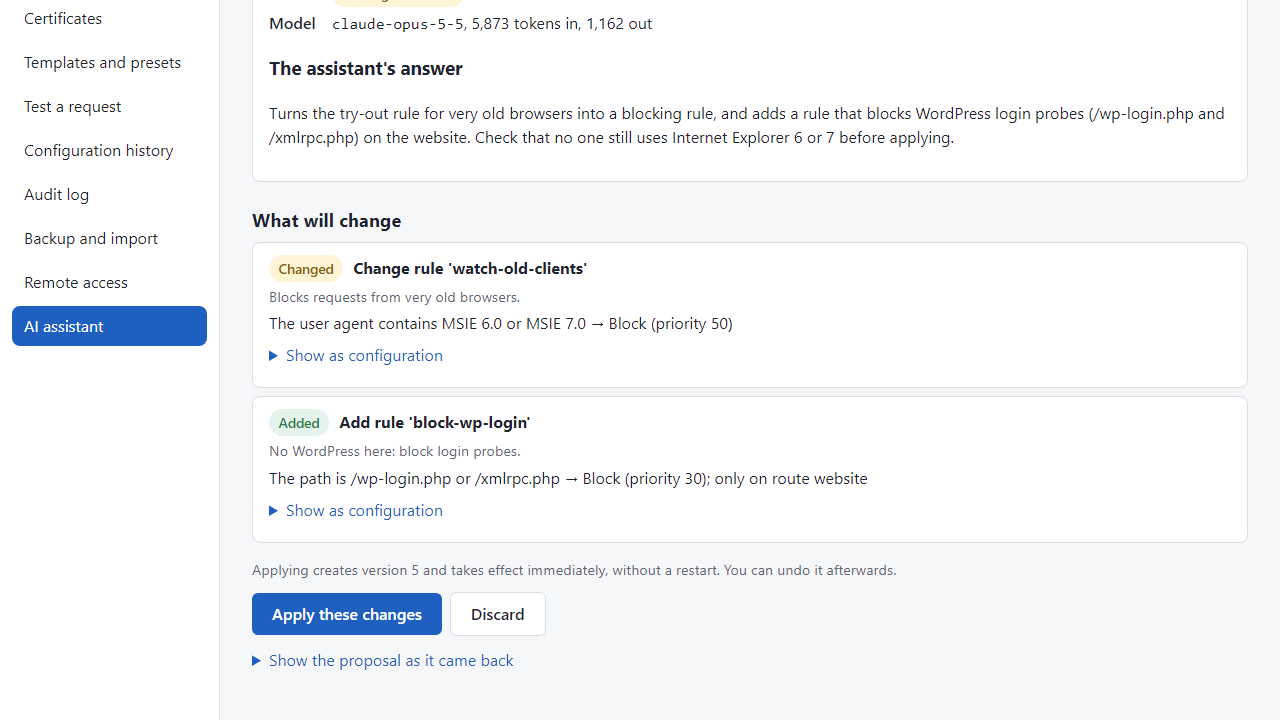 Certificates
Templates and presets
Test a request
Configuration history
Audit log
Backup and import
Remote access
AI assistant
Model claude-opus-5-5, 5,873 tokens in, 1,162 out
The assistant's answer
Turns the try-out rule for very old browsers into a blocking rule, and adds a rule that blocks WordPress login probes (/wp-login.php and
/xmlrpc.php) on the website. Check that no one still uses Internet Explorer 6 or 7 before applying.
What will change
Changed Change rule 'watch-old-clients'
Blocks requests from very old browsers.
The user agent contains MSIE 6.0 or MSIE 7.0 → Block (priority 50)
Show as configuration
Added Add rule 'block-wp-login'
No WordPress here: block login probes.
The path is /wp-login.php or /xmlrpc.php → Block (priority 30); only on route website
Show as configuration
Applying creates version 5 and takes effect immediately, without a restart. You can undo it afterwards.
Apply these changes Discard
Show the proposal as it came back